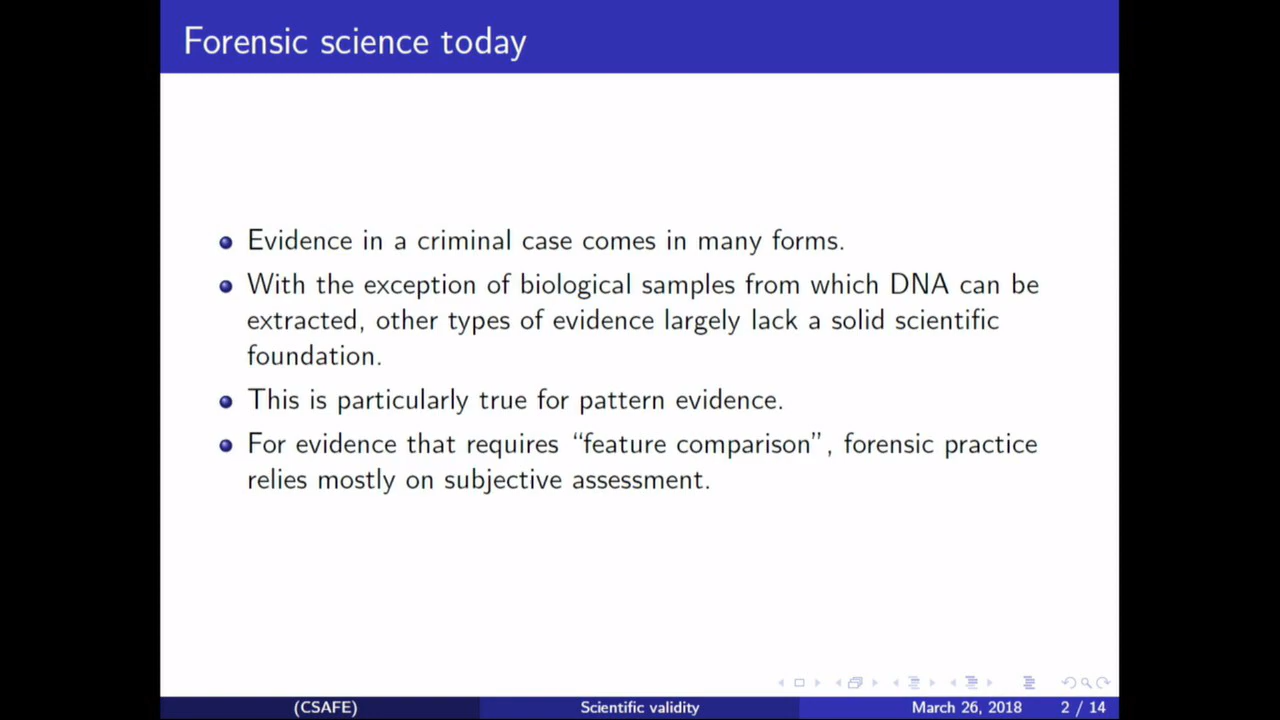 Forensic science today
Evidence in a criminal case comes in many forms.
With the exception of biological samples from which DNA can be
extracted, other types of evidence largely lack a solid scientific
foundation.
This is particularly true for pattern evidence.
For evidence that requires “feature comparison”, forensic practice
relies mostly on subjective assessment.
(CSAFE) Scientific validity March 26, 2018 2 / 14